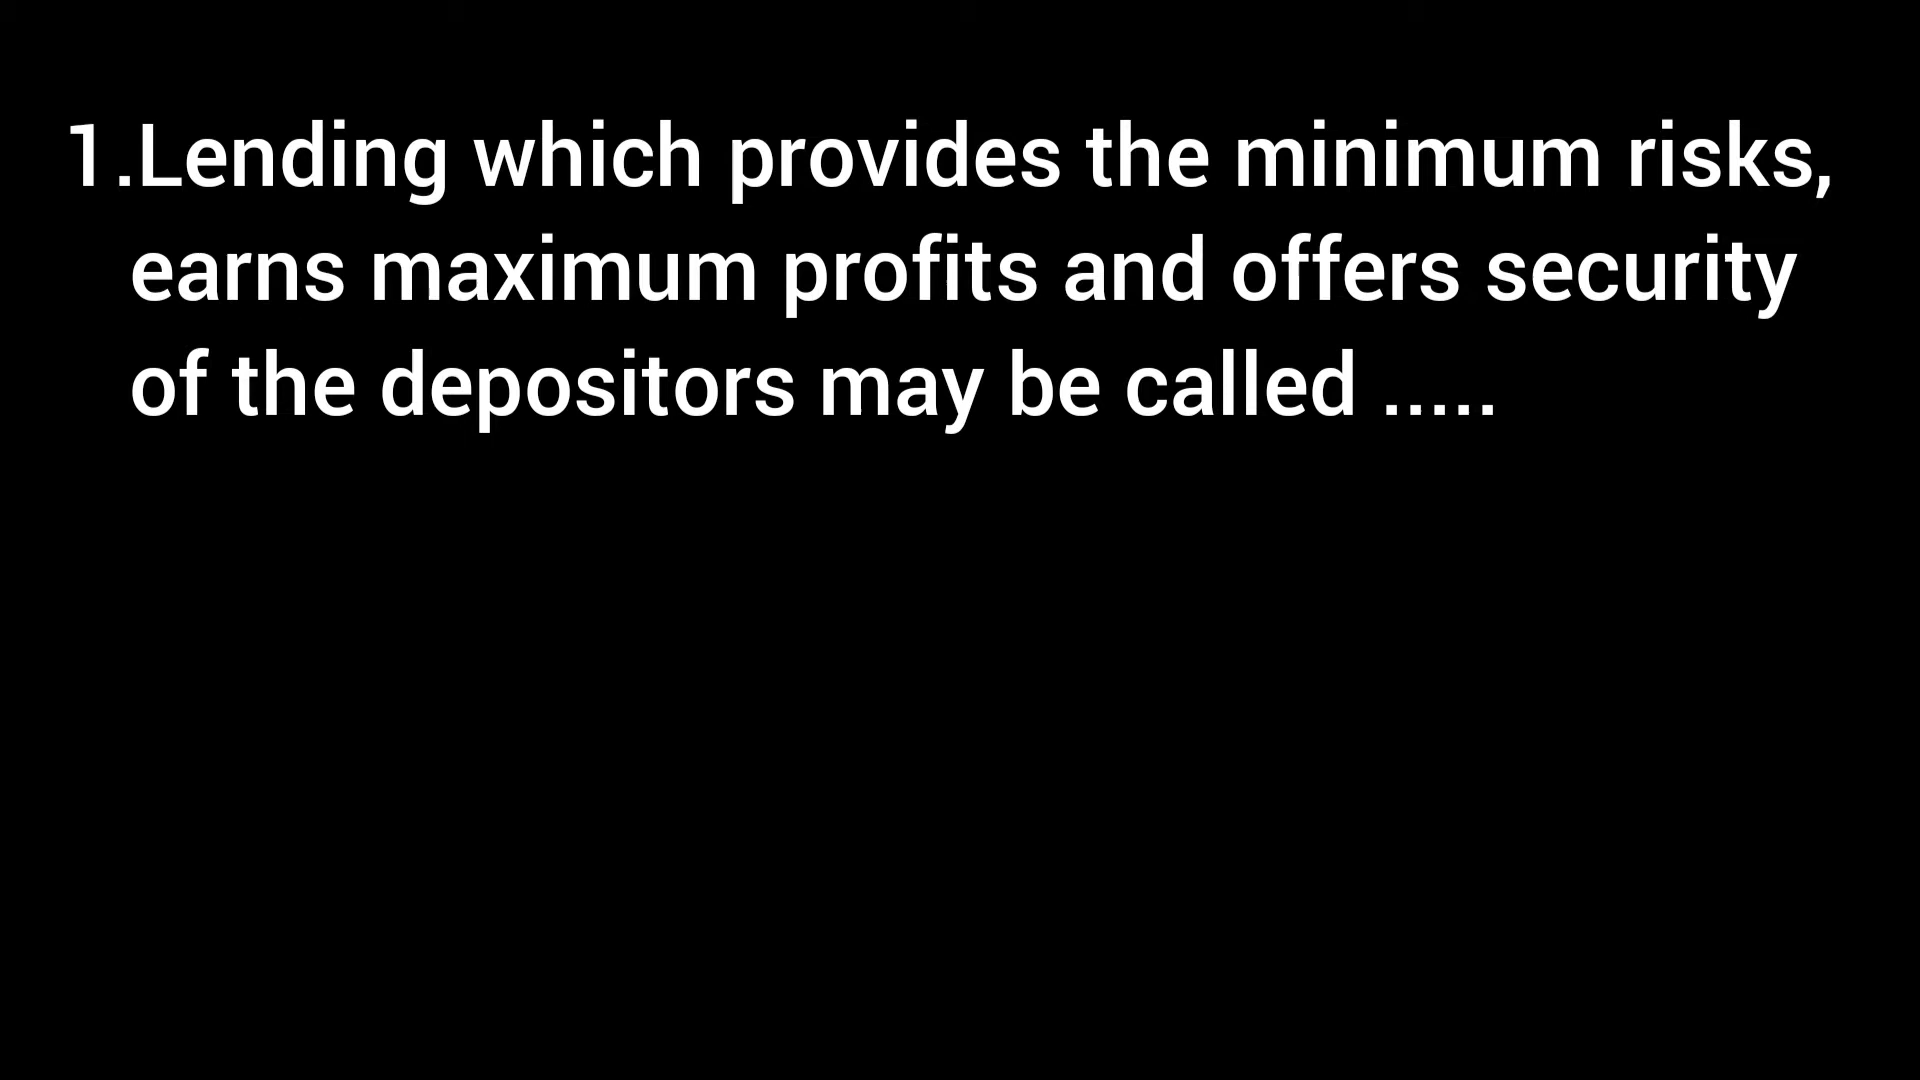 1.Lending which provides the minimum risks,
earns maximum profits and offers security
of the depositors may be called .....